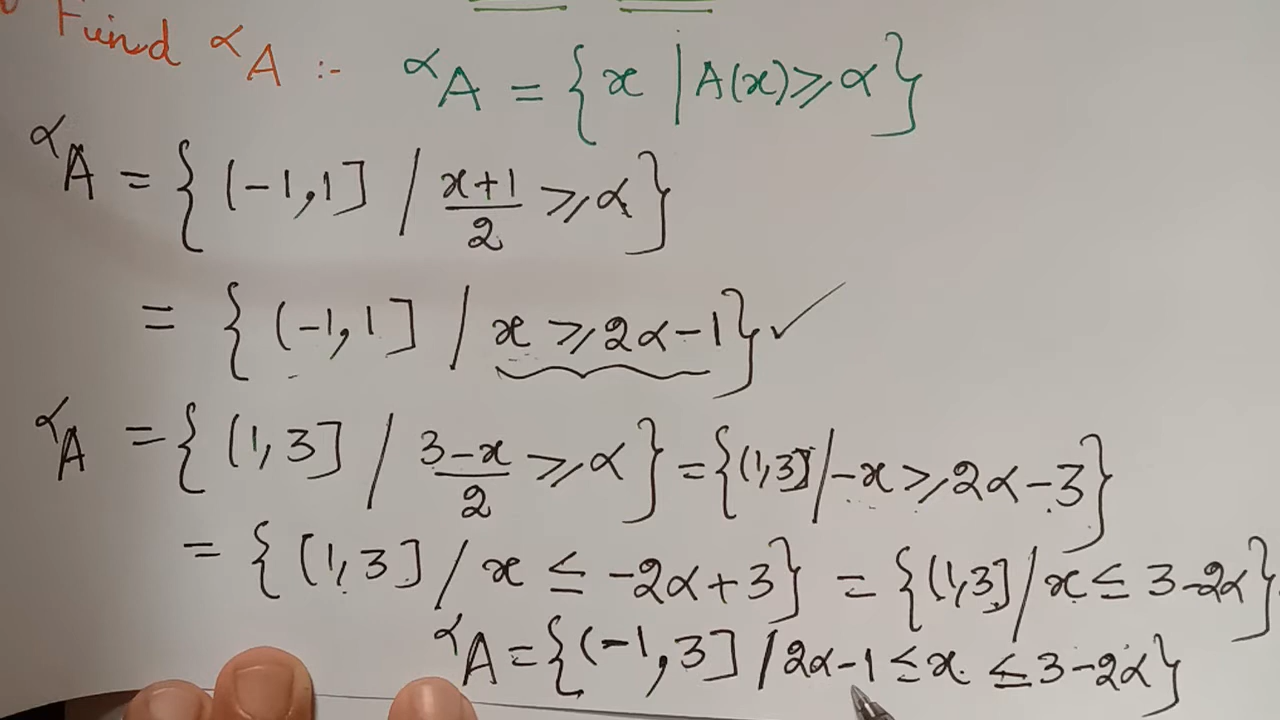 Find αA :- αA = {x | A(x) ≥ α}
αA = {(-1,1] / x+1/2 ≥ α}
= {(-1,1] / x ≥ 2α-1} ✓
αA = {(1,3] / 3-x/2 ≥ α} = {(1,3] / -x ≥ 2α-3}
= {(1,3] / x ≤ -2α+3} = {(1,3] / x ≤ 3-2α}.
αA = {(-1,3] / 2α-1 ≤ x ≤ 3-2α}